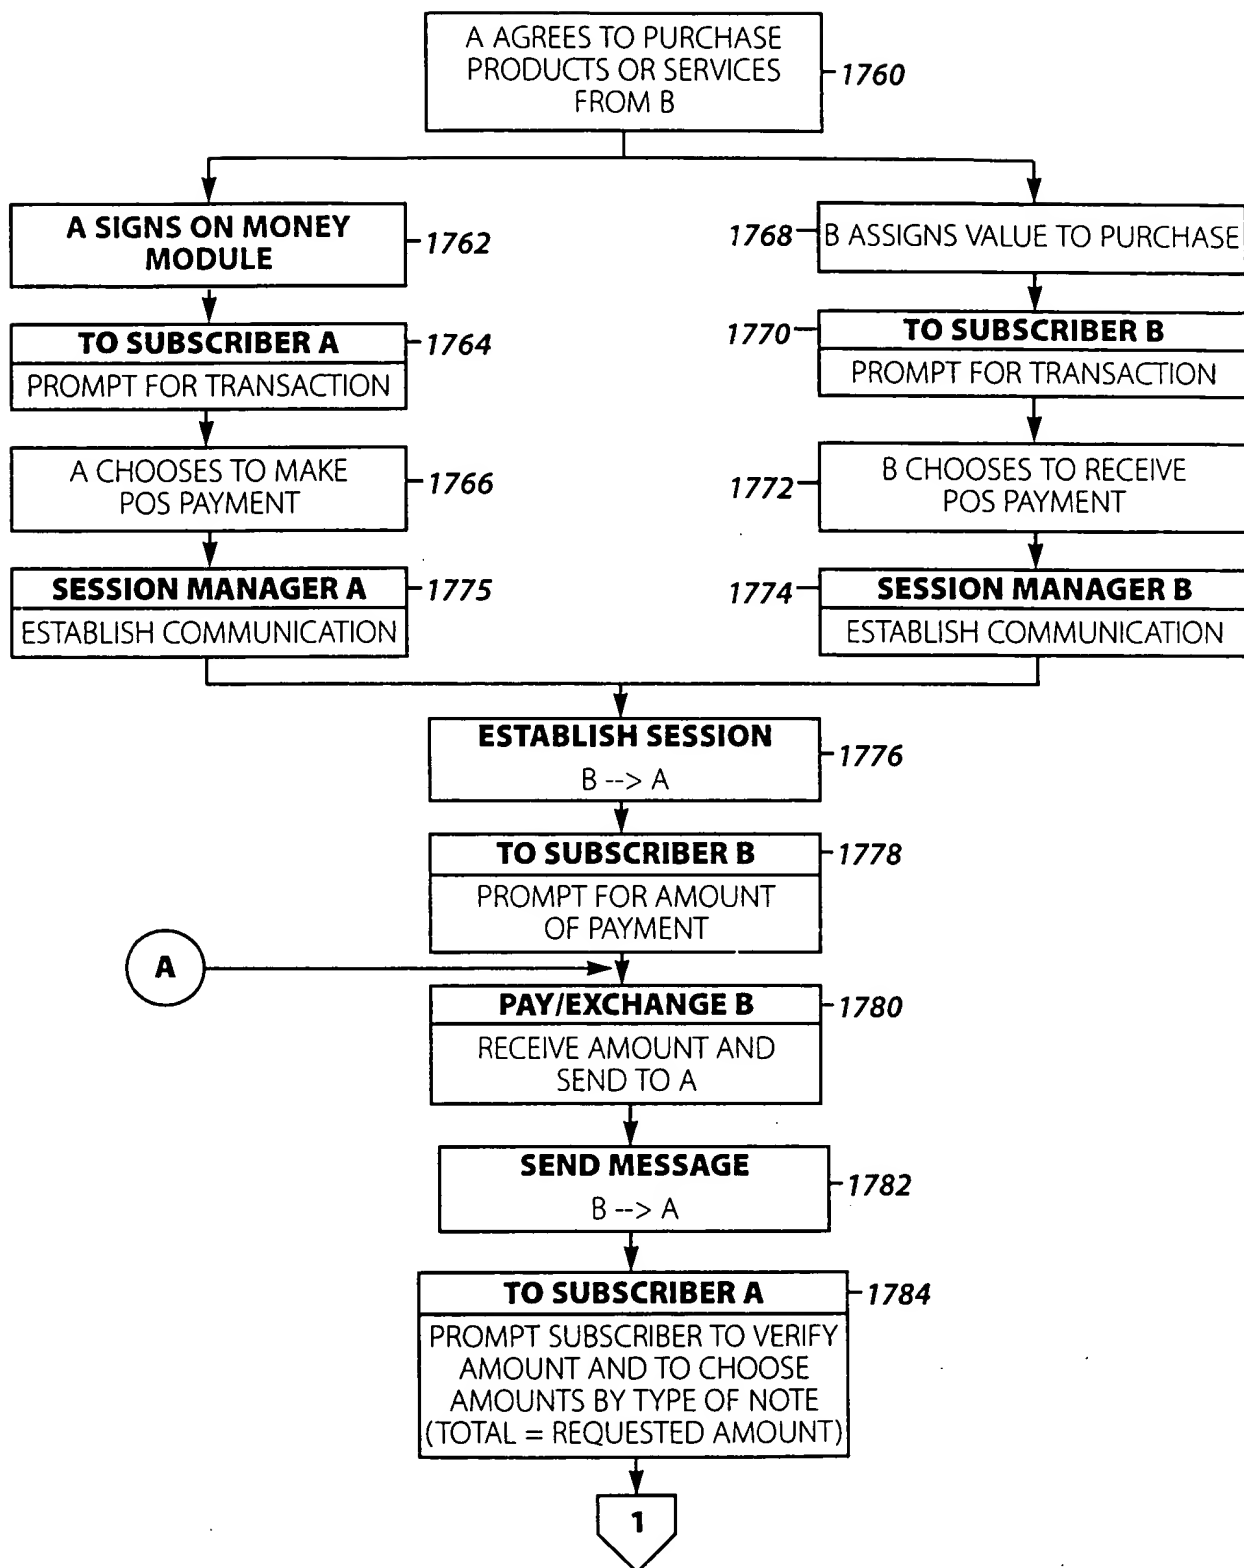 A AGREES TO PURCHASE
PRODUCTS OR SERVICES
FROM B
1760
A SIGNS ON MONEY
MODULE
1762
1768
B ASSIGNS VALUE TO PURCHASE
TO SUBSCRIBER A
1764
PROMPT FOR TRANSACTION
1770
TO SUBSCRIBER B
PROMPT FOR TRANSACTION
A CHOOSES TO MAKE
POS PAYMENT
1766
1772
B CHOOSES TO RECEIVE
POS PAYMENT
SESSION MANAGER A
1775
ESTABLISH COMMUNICATION
1774
SESSION MANAGER B
ESTABLISH COMMUNICATION
ESTABLISH SESSION
B --> A
1776
TO SUBSCRIBER B
1778
PROMPT FOR AMOUNT
OF PAYMENT
A
PAY/EXCHANGE B
1780
RECEIVE AMOUNT AND
SEND TO A
SEND MESSAGE
B --> A
1782
TO SUBSCRIBER A
1784
PROMPT SUBSCRIBER TO VERIFY
AMOUNT AND TO CHOOSE
AMOUNTS BY TYPE OF NOTE
(TOTAL = REQUESTED AMOUNT)
1